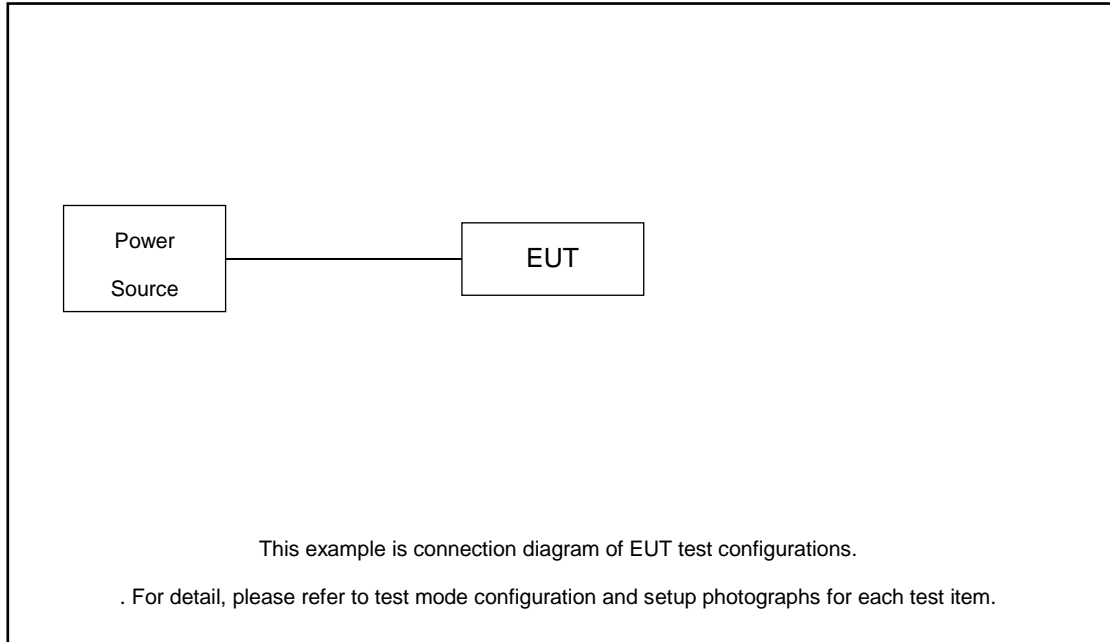 Power
Source
EUT
This example is connection diagram of EUT test configurations.
. For detail, please refer to test mode configuration and setup photographs for each test item.